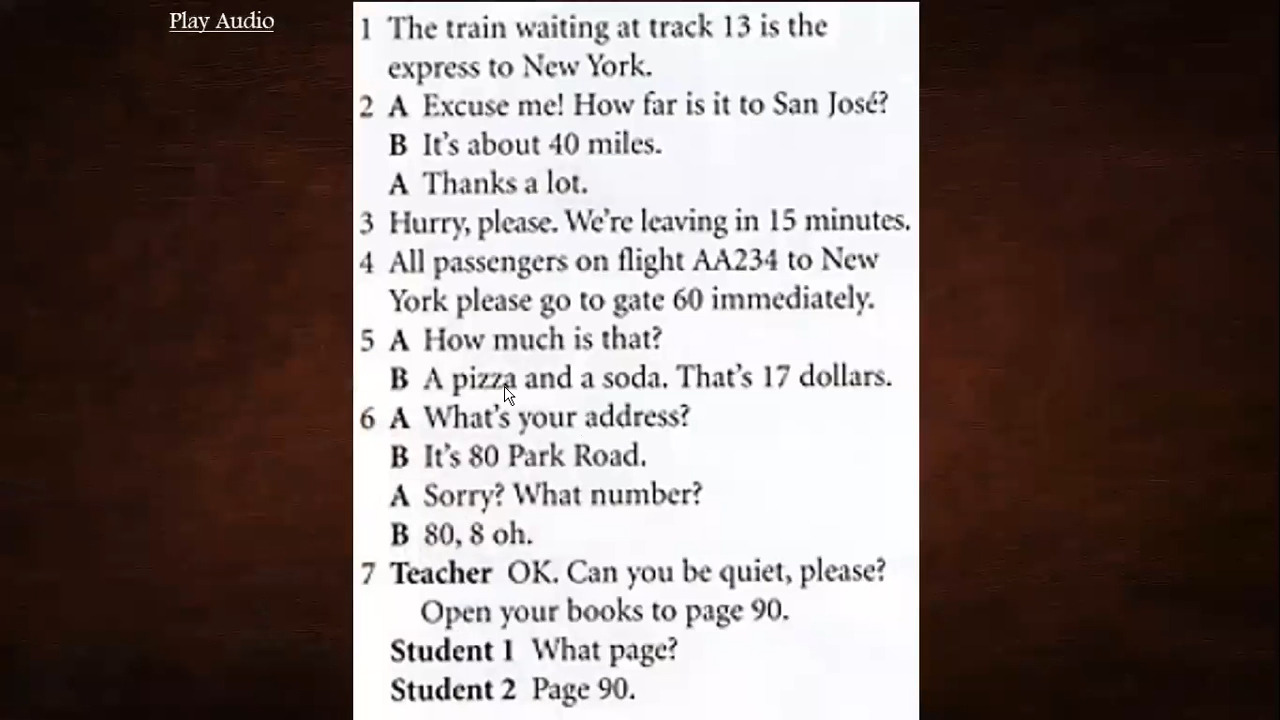 Play Audio
1 The train waiting at track 13 is the
express to New York.
2 A Excuse me! How far is it to San José?
B It's about 40 miles.
A Thanks a lot.
3 Hurry, please. We're leaving in 15 minutes.
4 All passengers on flight AA234 to New
York please go to gate 60 immediately.
5 A How much is that?
B A pizza and a soda. That's 17 dollars.
6 A What's your address?
B It's 80 Park Road.
A Sorry? What number?
B 80, 8 oh.
7 Teacher OK. Can you be quiet, please?
Open your books to page 90.
Student 1 What page?
Student 2 Page 90.